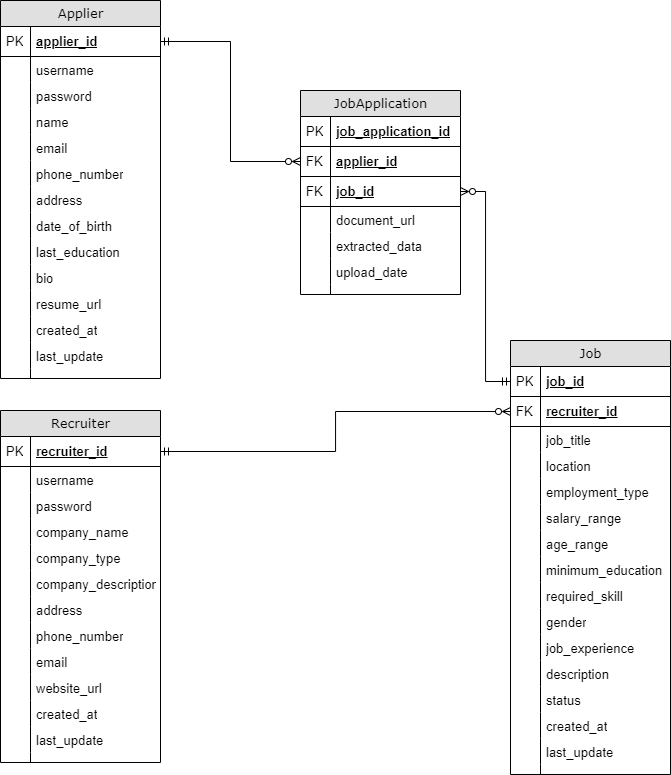 Applier
PK applier_id
username
password
name
email
phone_number
address
date_of_birth
last_education
bio
resume_url
created_at
last_update
JobApplication
PK job_application_id
FK applier_id
FK job_id
document_url
extracted_data
upload_date
Recruiter
PK recruiter_id
username
password
company_name
company_type
company_description
address
phone_number
email
website_url
created_at
last_update
Job
PK job_id
FK recruiter_id
job_title
location
employment_type
salary_range
age_range
minimum_education
required_skill
gender
job_experience
description
status
created_at
last_update